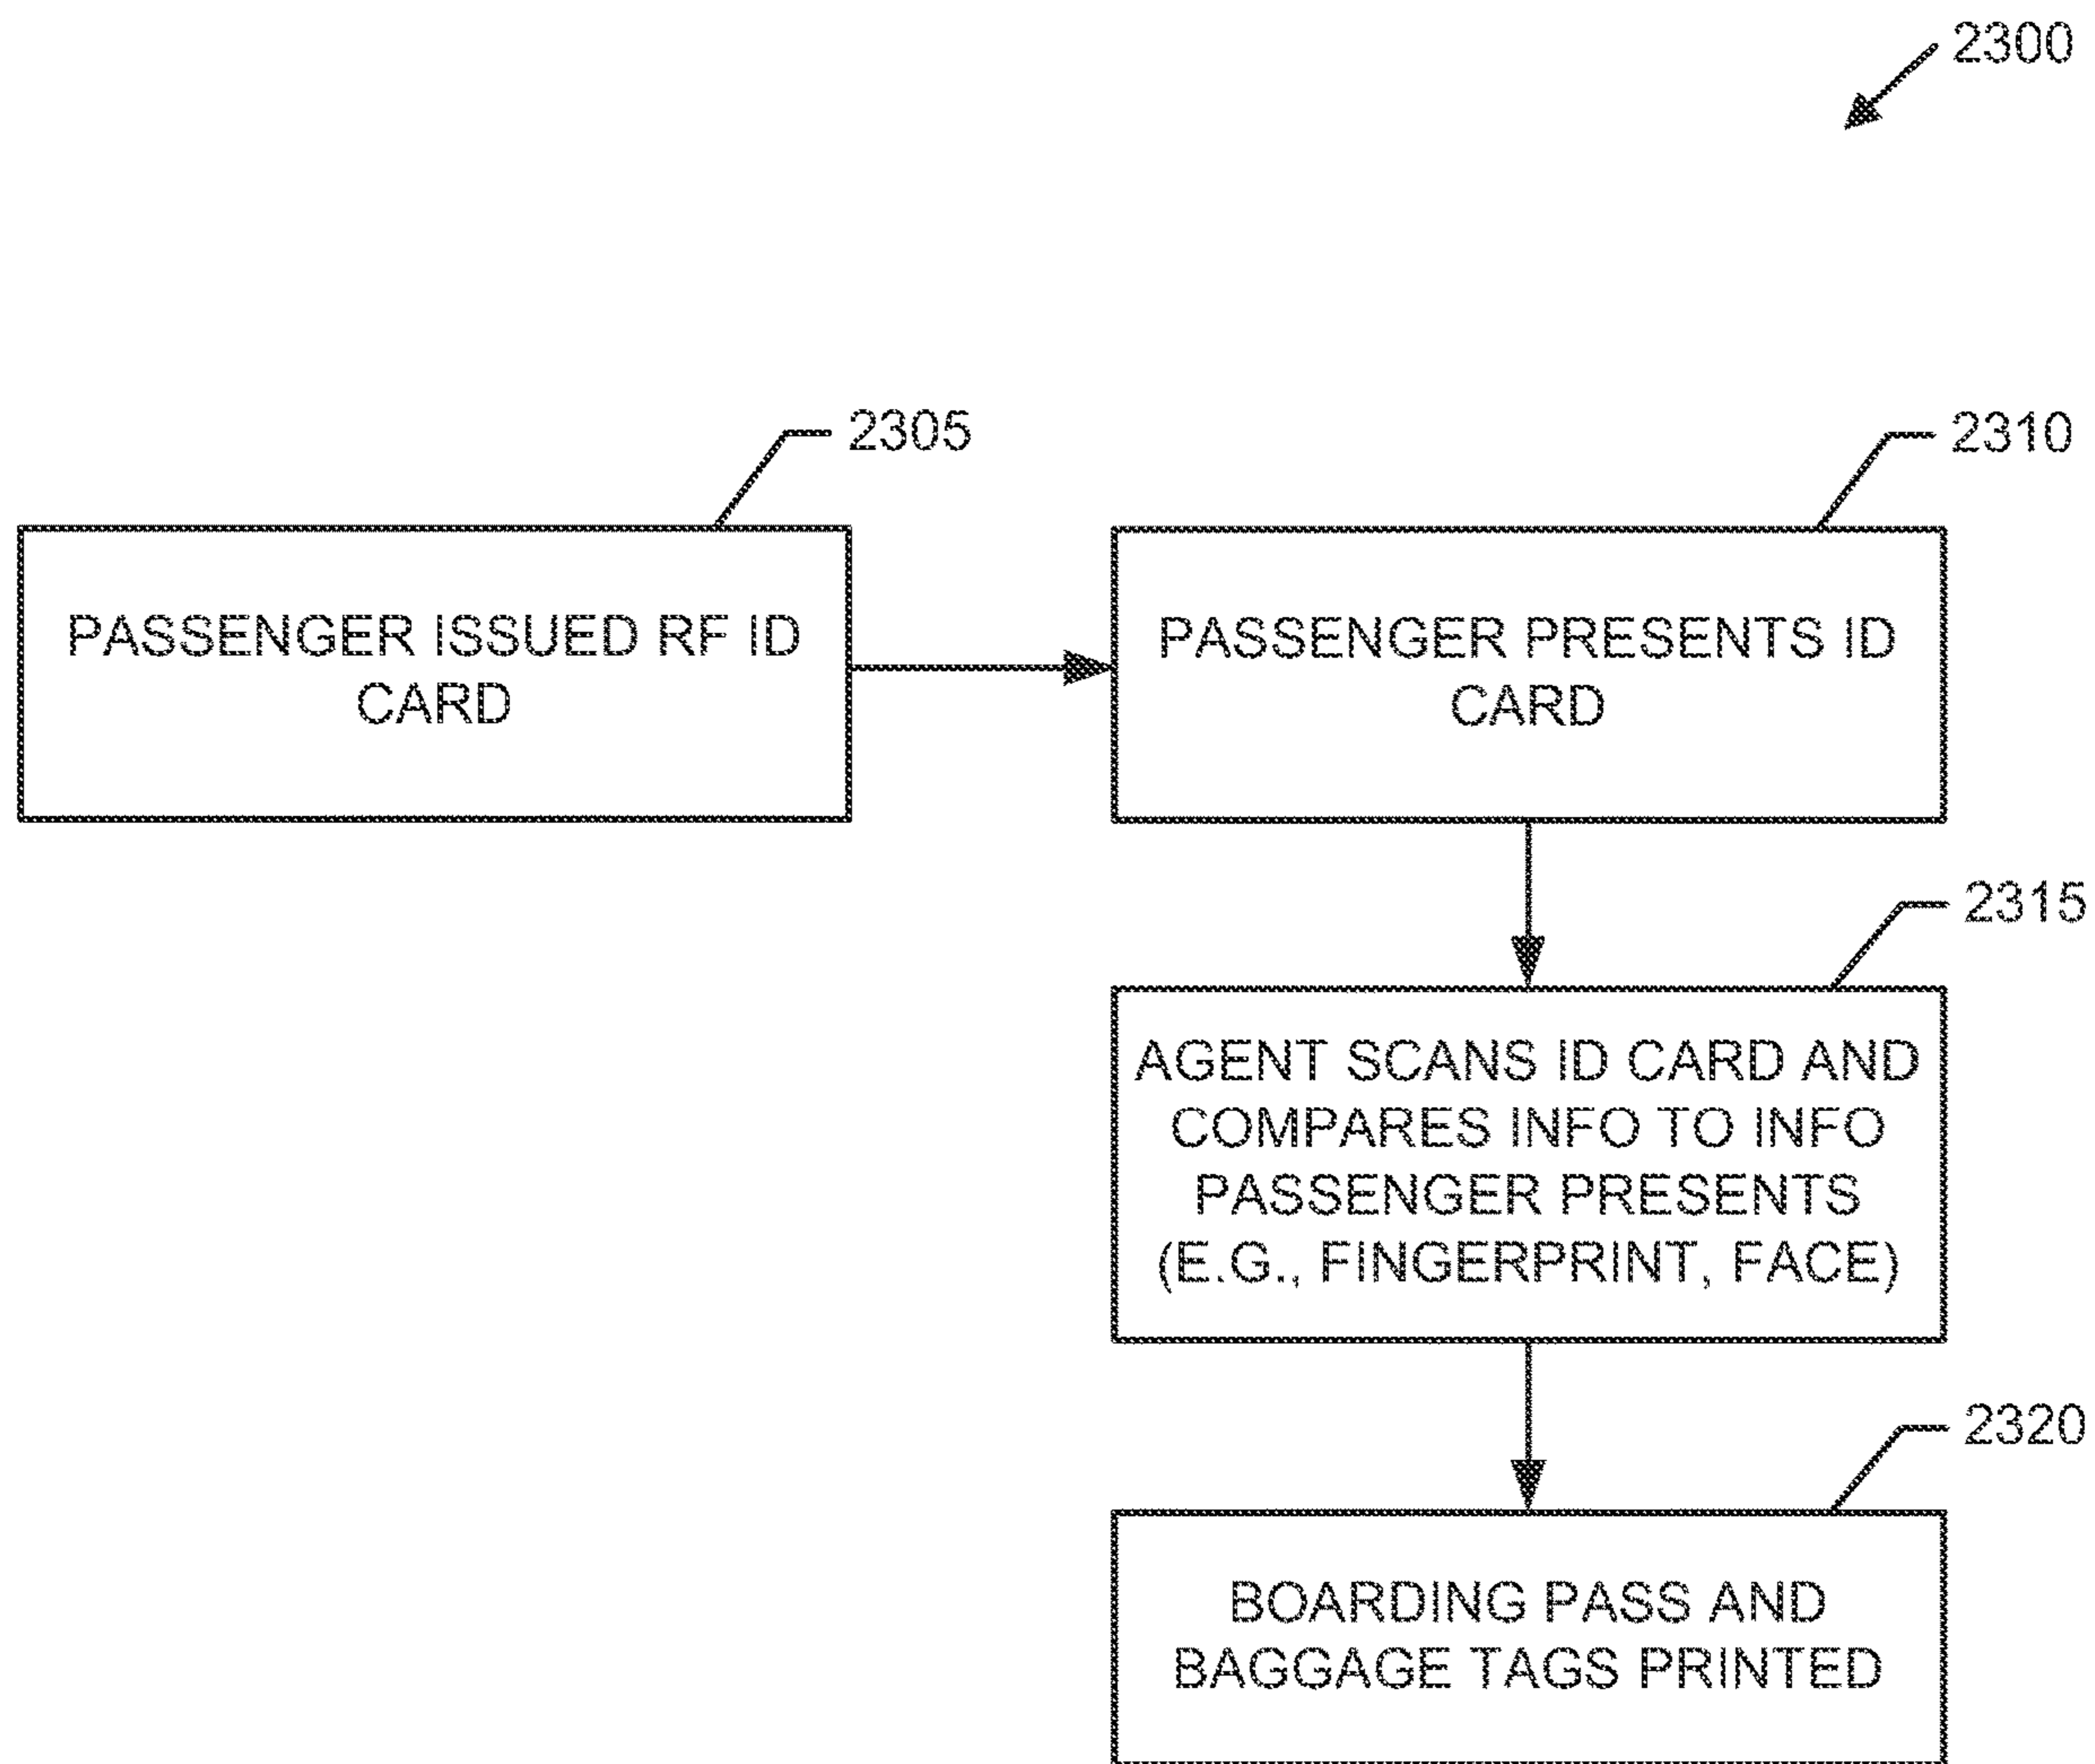 2300
2305
PASSENGER ISSUED RF ID
CARD
2310
PASSENGER PRESENTS ID
CARD
2315
AGENT SCANS ID CARD AND
COMPARES INFO TO INFO
PASSENGER PRESENTS
(E.G., FINGERPRINT, FACE)
2320
BOARDING PASS AND
BAGGAGE TAGS PRINTED